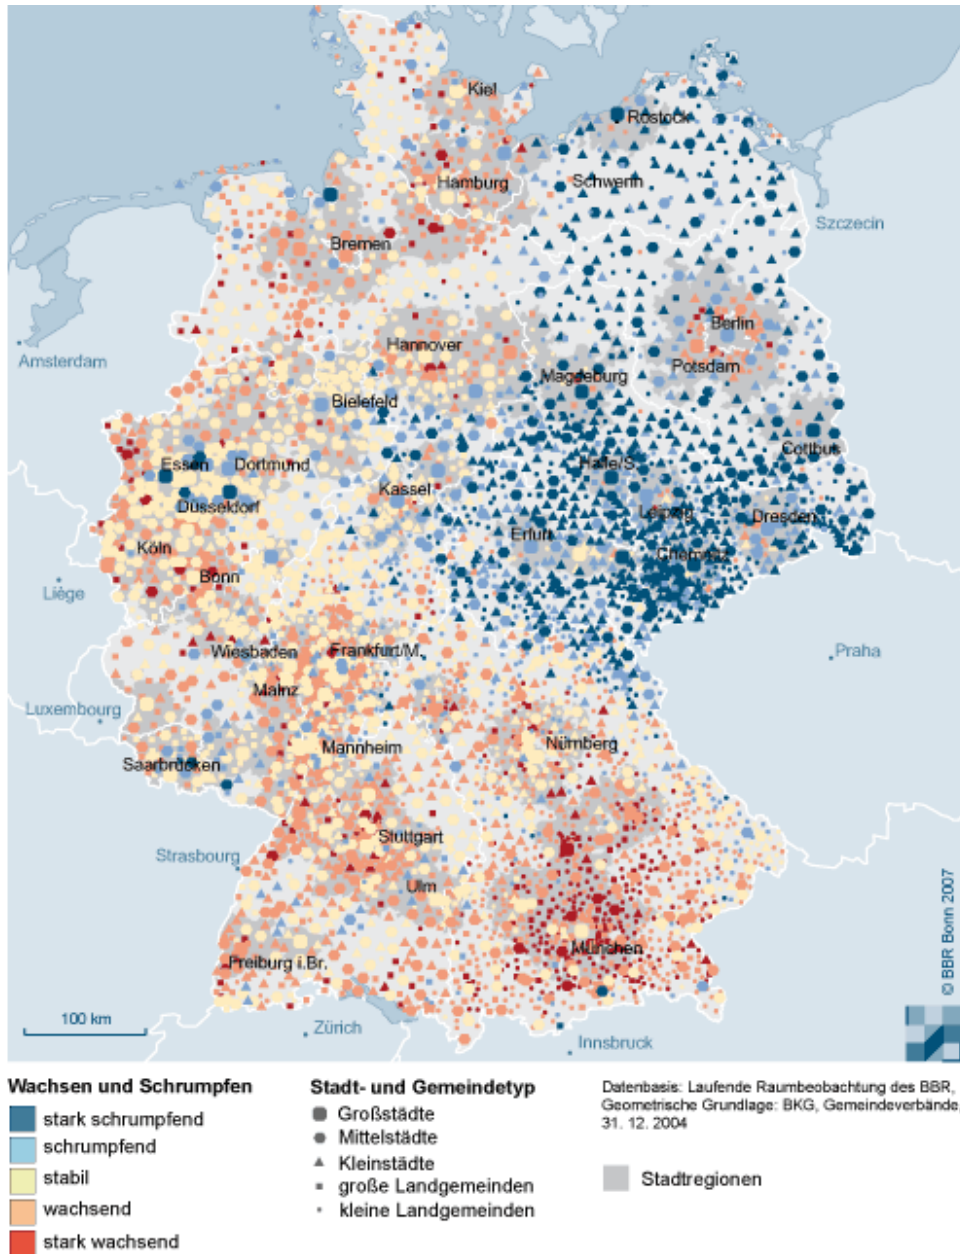 Kiel
Rostock
Schwerin
Hamburg
Szczecin
Bremen
Berlin
Hannover
Amsterdam
Potsdam
Magdeburg
Bielefeld
Cottbus
Essen
Dortmund
Halle/S.
Kassel
Düsseldorf
Leipzig
Dresden
Erfurt
Köln
Chemnitz
Bonn
Liège
Wiesbaden
Frankfurt/M.
Praha
Mainz
Luxembourg
Mannheim
Nürnberg
Saarbrücken
Stuttgart
Strasbourg
Ulm
München
Freiburg i.Br.
© BBR Bonn 2007
100 km
Zürich
Innsbruck
Wachsen und Schrumpfen
stark schrumpfend
schrumpfend
stabil
wachsend
stark wachsend
Stadt- und Gemeindetyp
Großstädte
Mittelstädte
Kleinstädte
große Landgemeinden
kleine Landgemeinden
Datenbasis: Laufende Raumbeobachtung des BBR,
Geometrische Grundlage: BKG, Gemeindeverbände,
31. 12. 2004
Stadtregionen